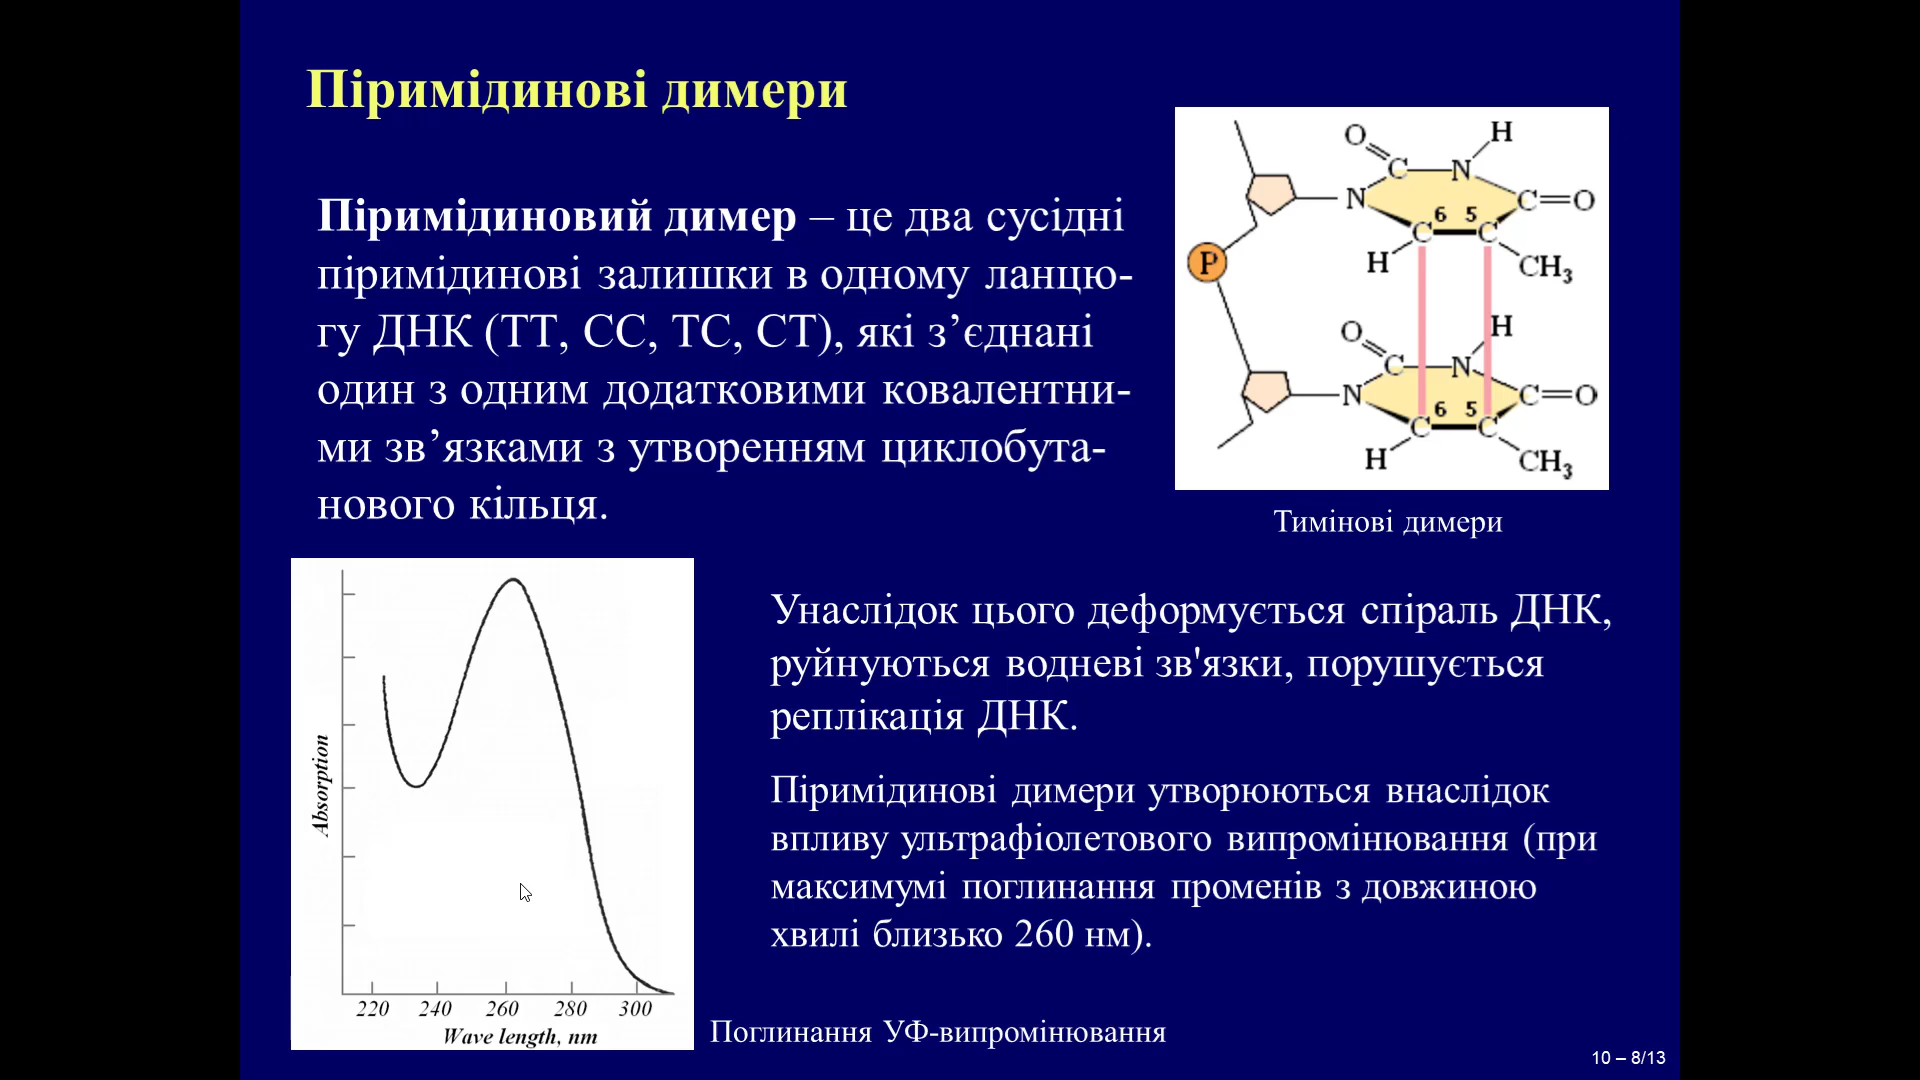 Піримідинові димери
Піримідиновий димер – це два сусідні
піримідинові залишки в одному ланцю-
гу ДНК (ТТ, СС, ТС, СТ), які з’єднані
один з одним додатковими ковалентни-
ми зв’язками з утворенням циклобута-
нового кільця.
O H
C N
N C=O
6 5
C C
H CH3
P
O H
C N
N C=O
6 5
C C
H CH3
Тимінові димери
Absorption
220 240 260 280 300
Wave length, nm
Поглинання УФ-випромінювання
Унаслідок цього деформується спіраль ДНК,
руйнуються водневі зв'язки, порушується
реплікація ДНК.
Піримідинові димери утворюються внаслідок
впливу ультрафіолетового випромінювання (при
максимумі поглинання променів з довжиною
хвилі близько 260 нм).
10 – 8/13